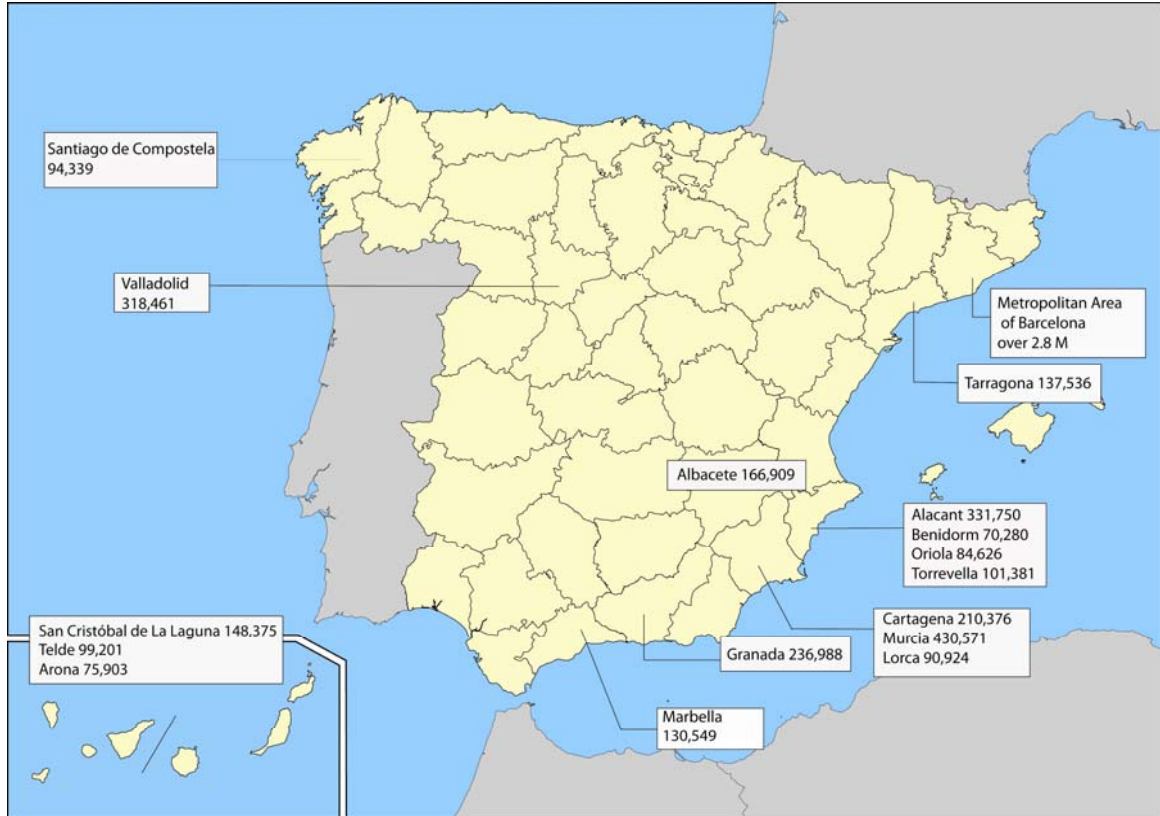 Santiago de Compostela
94,339
Valladolid
318,461
Metropolitan Area
of Barcelona
over 2.8 M
Tarragona 137,536
Albacete 166,909
Alacant 331,750
Benidorm 70,280
Oriola 84,626
Torrevella 101,381
Cartagena 210,376
Murcia 430,571
Lorca 90,924
San Cristóbal de La Laguna 148,375
Telde 99,201
Arona 75,903
Granada 236,988
Marbella
130,549